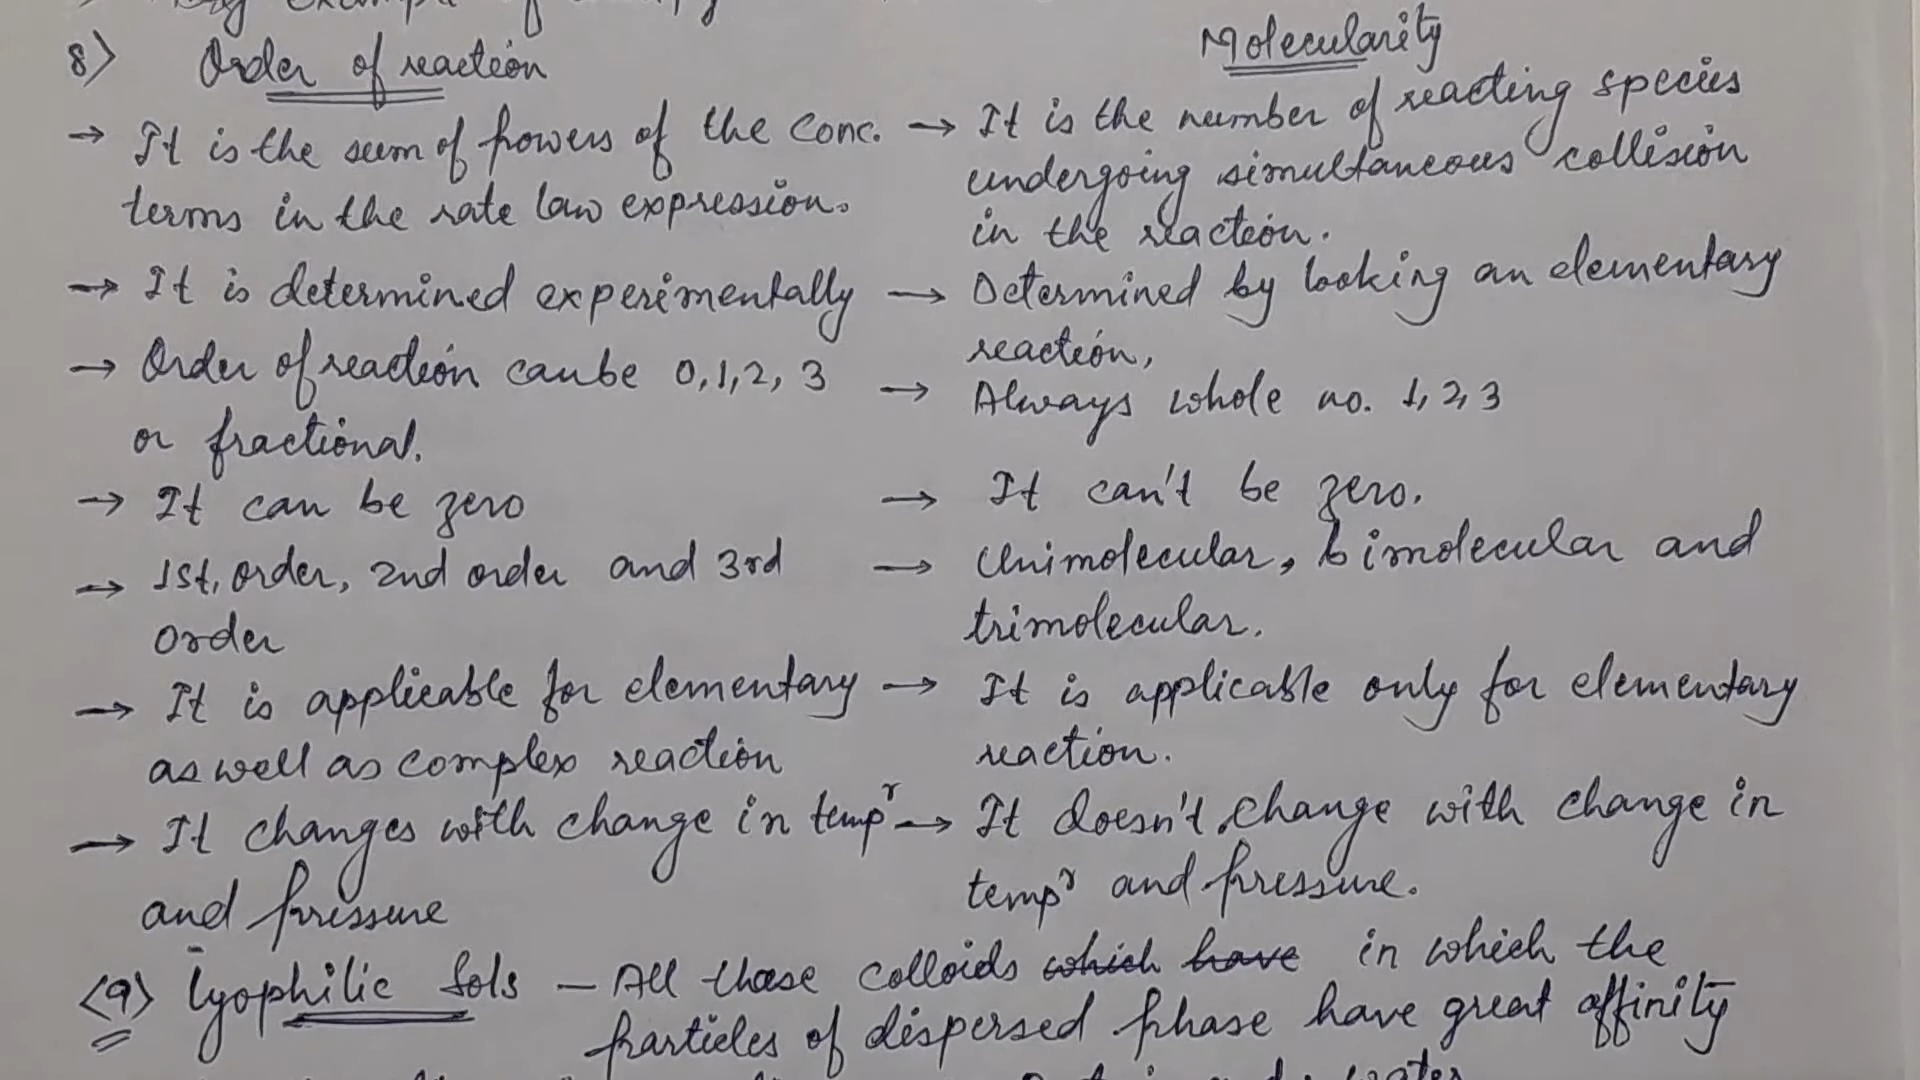 8) Order of reaction
→ It is the sum of powers of the conc.
terms in the rate law expression.
→ It is determined experimentally
→ Order of reaction can be 0,1,2, 3
or fractional.
→ It can be zero
→ 1st, order, 2nd order and 3rd
order
→ It is applicable for elementary
as well as complex reaction
→ It changes with change in tempr
and pressure
Molecularity
→ It is the number of reacting species
undergoing simultaneous collision
in the reaction.
→ Determined by looking an elementary
reaction,
→ Always whole no. 1, 2, 3
→ It can't be zero.
→ Unimolecular, bimolecular and
trimolecular.
→ It is applicable only for elementary
reaction.
→ It doesn't change with change in
tempr and pressure.
(9) Lyophilic Sols – All those colloids which have in which the
particles of dispersed phase have great affinity